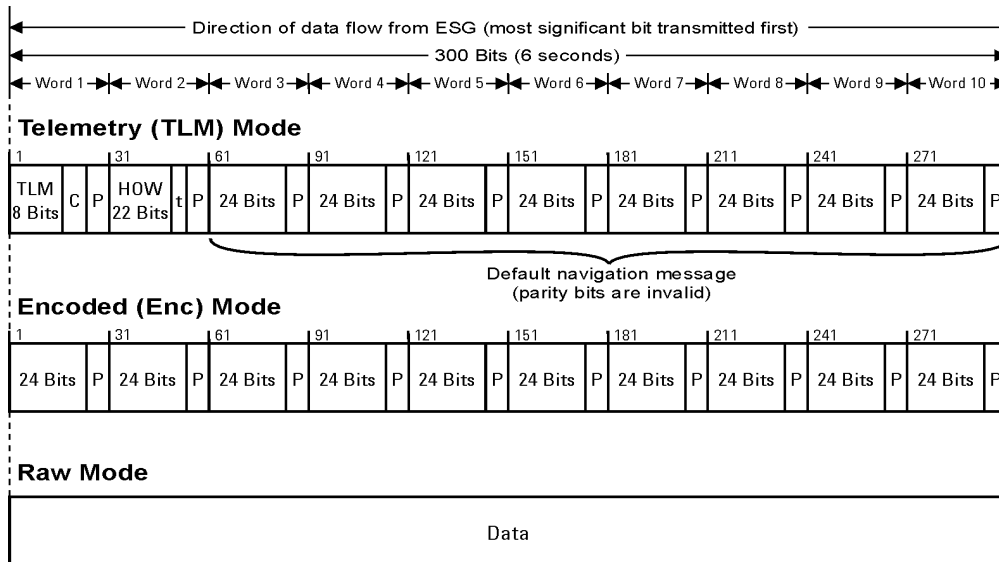 Direction of data flow from ESG (most significant bit transmitted first)
300 Bits (6 seconds)
Word 1 Word 2 Word 3 Word 4 Word 5 Word 6 Word 7 Word 8 Word 9 Word 10
Telemetry (TLM) Mode
1 31 61 91 121 151 181 211 241 271
TLM 8 Bits C P HOW 22 Bits t P 24 Bits P 24 Bits P 24 Bits P 24 Bits P 24 Bits P 24 Bits P 24 Bits P 24 Bits P
Default navigation message
(parity bits are invalid)
Encoded (Enc) Mode
1 31 61 91 121 151 181 211 241 271
24 Bits P 24 Bits P 24 Bits P 24 Bits P 24 Bits P 24 Bits P 24 Bits P 24 Bits P 24 Bits P 24 Bits P
Raw Mode
Data